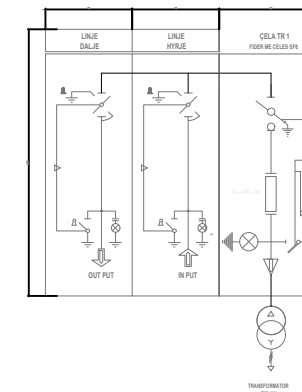 LINJE
DALJE
LINJE
HYRJE
ÇELA TR 1
FIDER ME CELES SF6
OUT PUT
IN PUT
TRANSFORMATOR